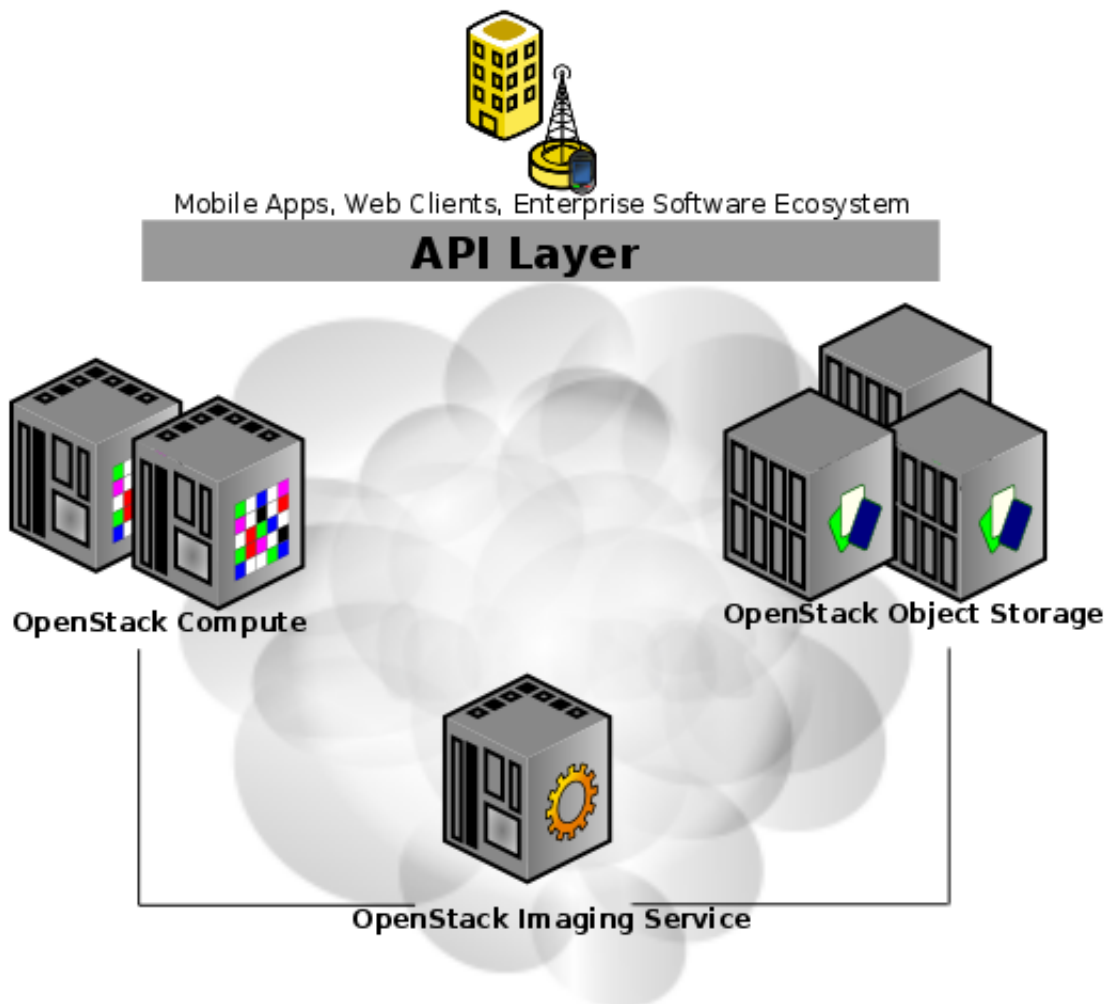 Mobile Apps, Web Clients, Enterprise Software Ecosystem
API Layer
OpenStack Compute
OpenStack Object Storage
OpenStack Imaging Service